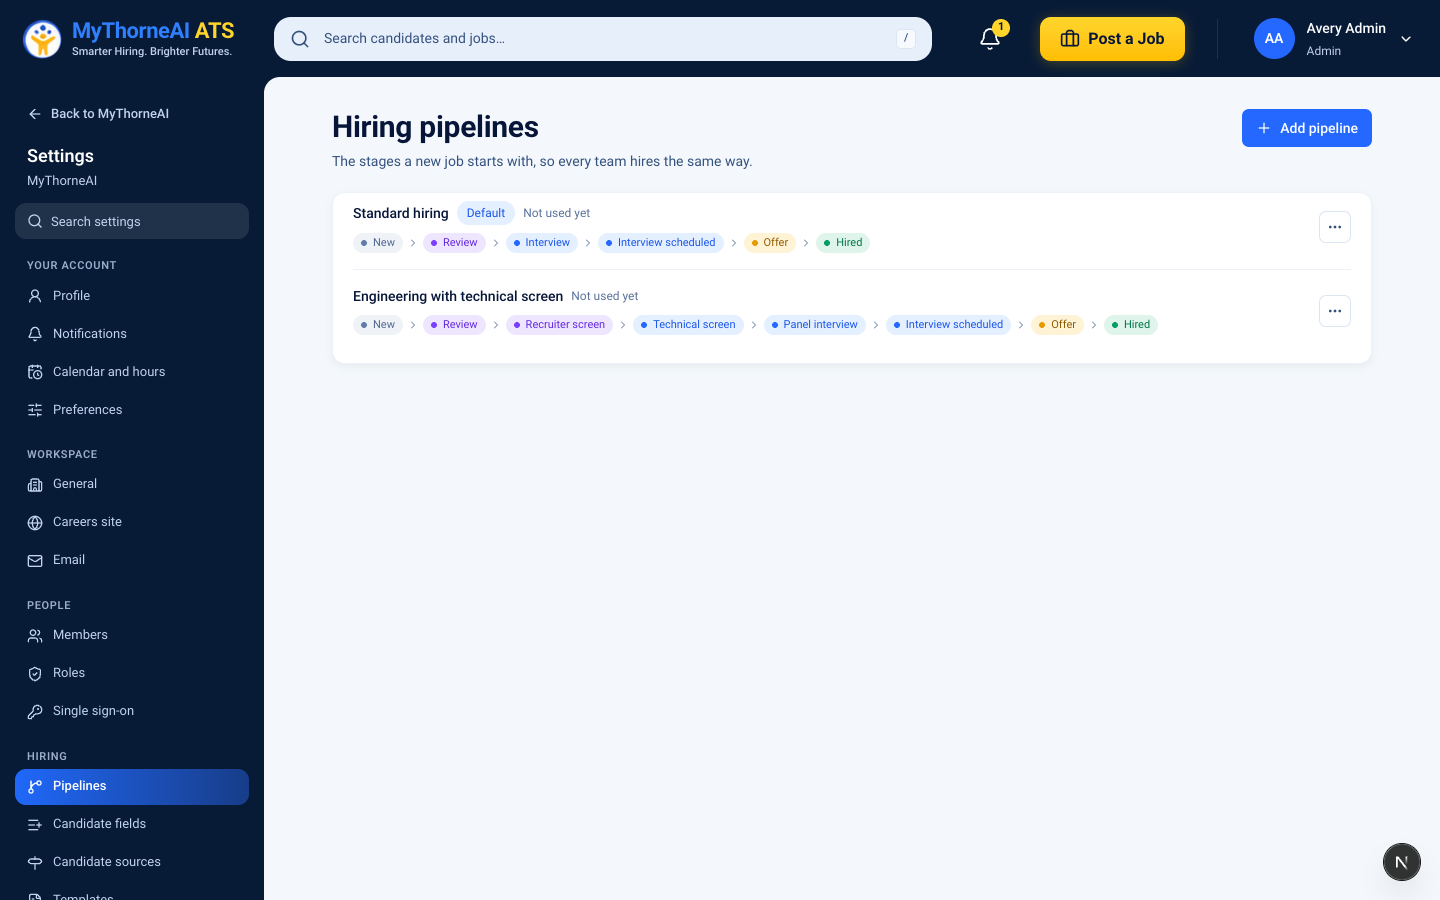 MyThorneAI ATS
Smarter Hiring. Brighter Futures.
Search candidates and jobs...
/
1
Post a Job
AA
Avery Admin
Admin
Back to MyThorneAI
Settings
MyThorneAI
Search settings
YOUR ACCOUNT
Profile
Notifications
Calendar and hours
Preferences
WORKSPACE
General
Careers site
Email
PEOPLE
Members
Roles
Single sign-on
HIRING
Pipelines
Candidate fields
Candidate sources
Templates
Hiring pipelines
The stages a new job starts with, so every team hires the same way.
Add pipeline
Standard hiring Default Not used yet
New Review Interview Interview scheduled Offer Hired
Engineering with technical screen Not used yet
New Review Recruiter screen Technical screen Panel interview Interview scheduled Offer Hired
N